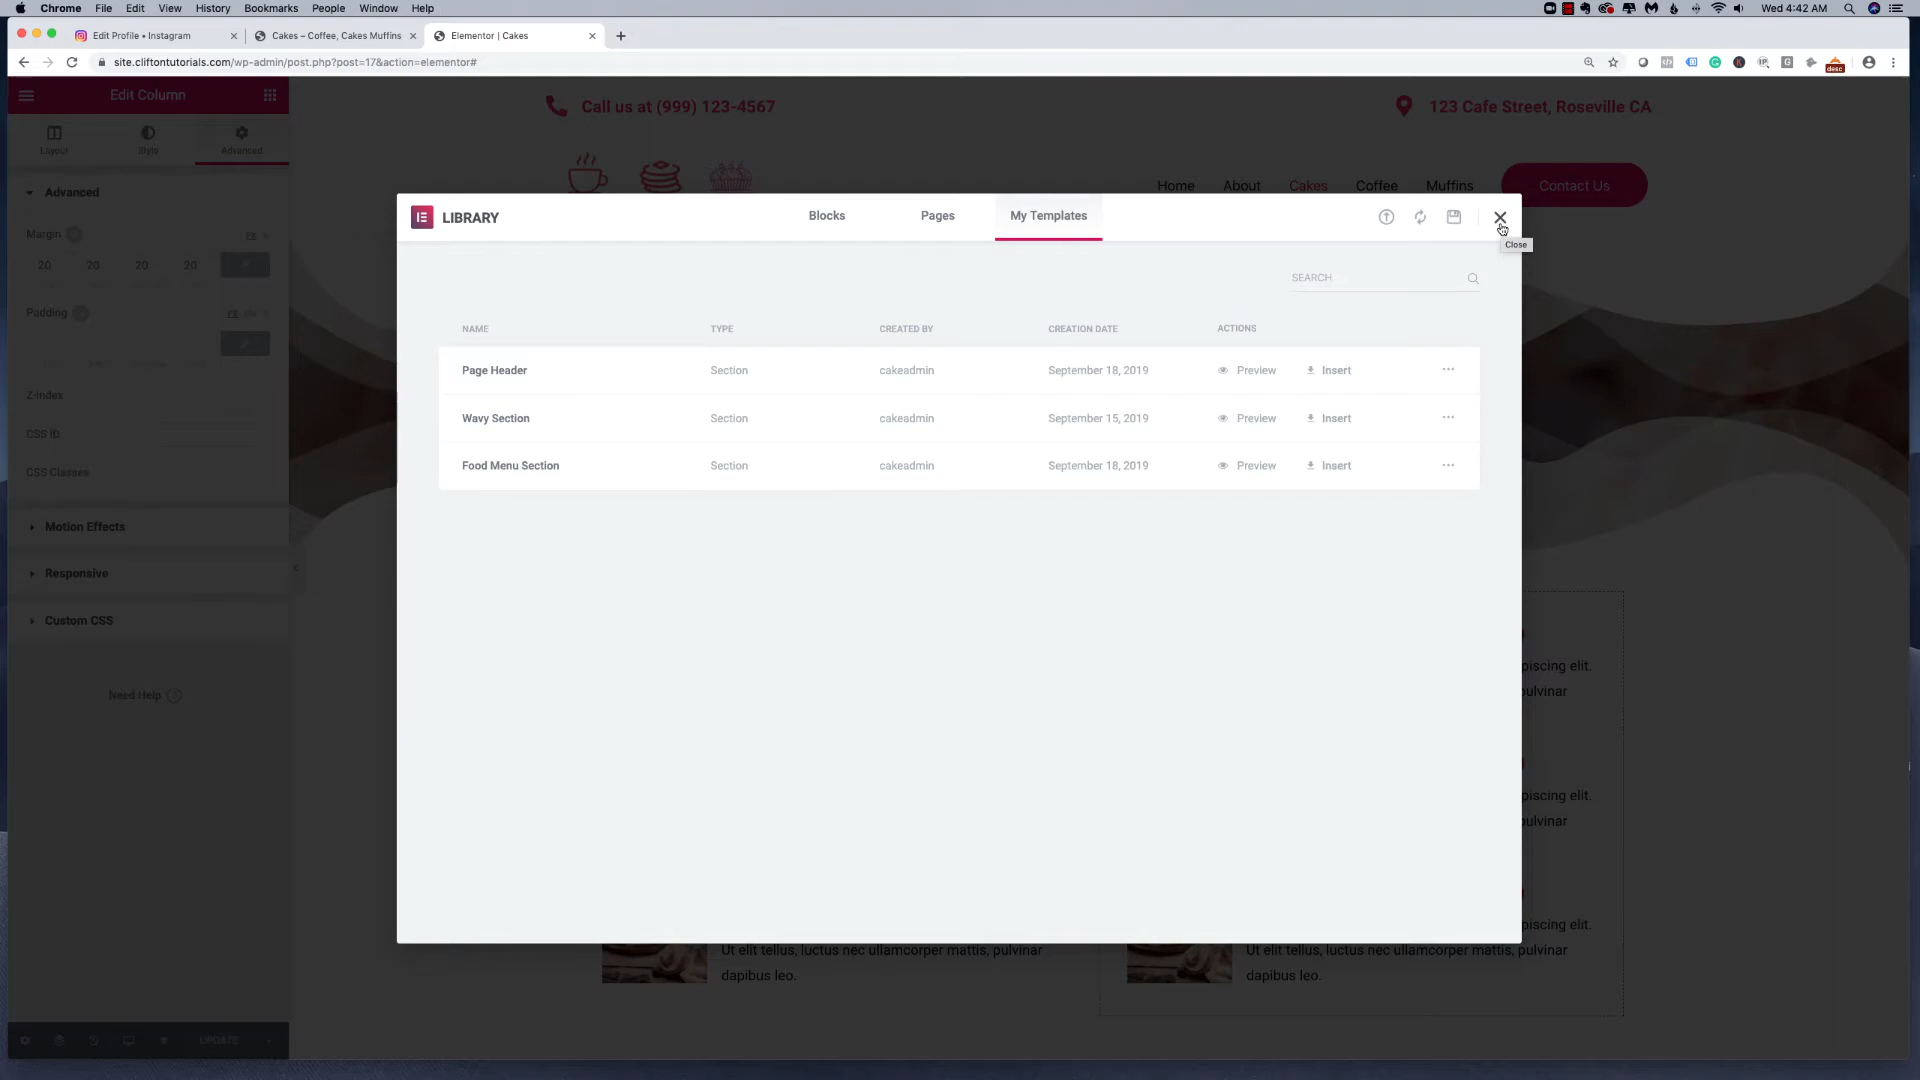 Chrome File Edit View History Bookmarks People Window Help
Wed 4:42 AM
Edit Profile • Instagram
Cakes – Coffee, Cakes Muffins
Elementor | Cakes
site.cliftontutorials.com/wp-admin/post.php?post=17&action=elementor#
desc
Edit Column
Call us at (999) 123-4567
123 Cafe Street, Roseville CA
Layout Style Advanced
Home About Cakes Coffee Muffins Contact Us
Advanced
LIBRARY Blocks Pages My Templates
Close
Margin
20 20 20 20
SEARCH
Padding
NAME TYPE CREATED BY CREATION DATE ACTIONS
Page Header Section cakeadmin September 18, 2019 Preview Insert
Z-Index
Wavy Section Section cakeadmin September 15, 2019 Preview Insert
CSS ID
Food Menu Section Section cakeadmin September 18, 2019 Preview Insert
CSS Classes
Motion Effects
Responsive
Custom CSS
Need Help
piscing elit.
pulvinar
piscing elit.
pulvinar
piscing elit.
Ut elit tellus, luctus nec ullamcorper mattis, pulvinar
dapibus leo.
Ut elit tellus, luctus nec ullamcorper mattis, pulvinar
dapibus leo.
UPDATE